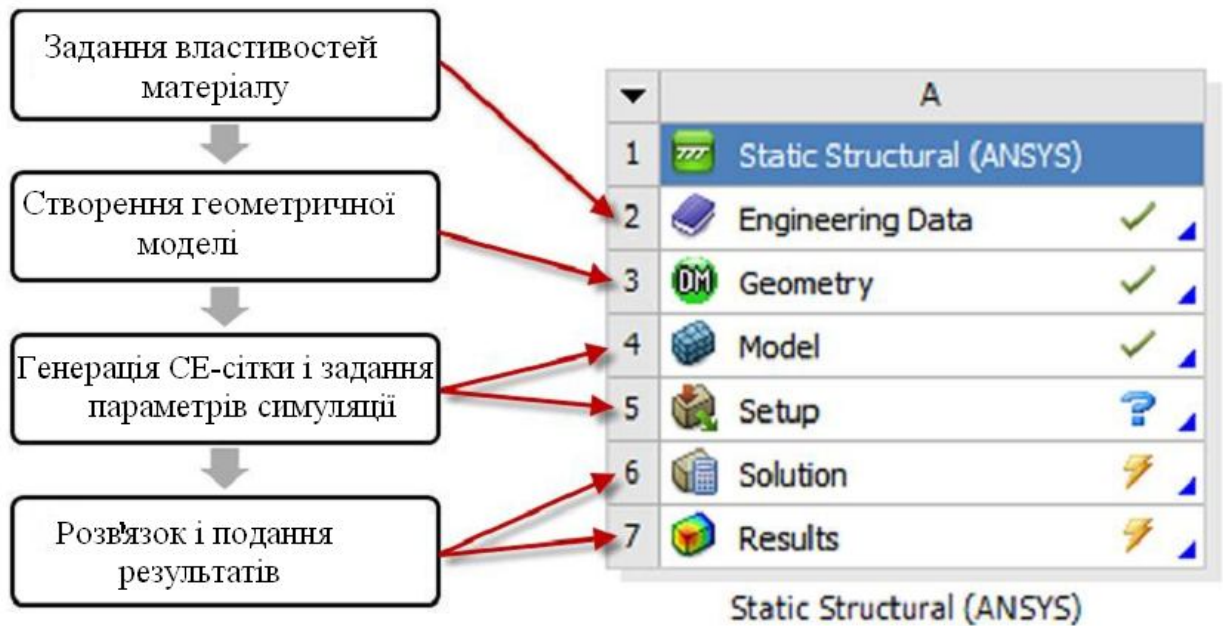 Задання властивостей
матеріалу
Створення геометричної
моделі
Генерація СЕ-сітки і задання
параметрів симуляції
Розв'язок і подання
результатів
A
1 Static Structural (ANSYS)
2 Engineering Data
3 DM Geometry
4 Model
5 Setup ?
6 Solution
7 Results
Static Structural (ANSYS)